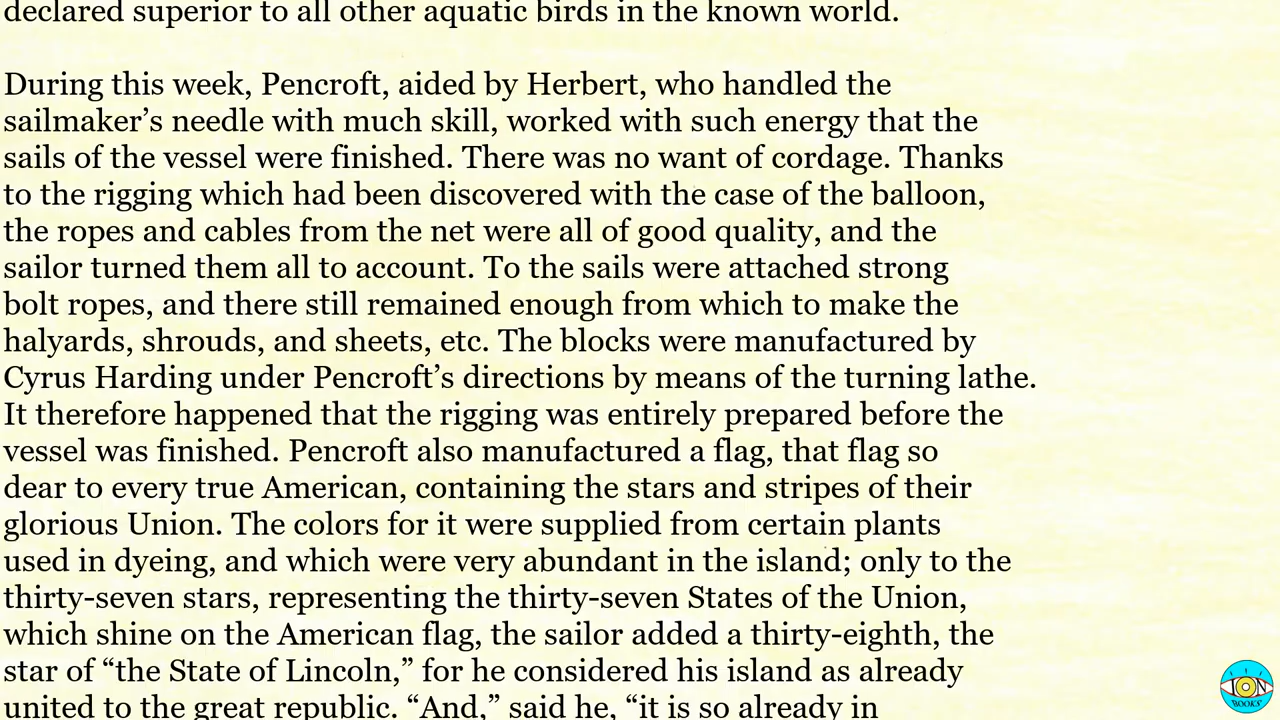 declared superior to all other aquatic birds in the known world.
During this week, Pencroft, aided by Herbert, who handled the
sailmaker’s needle with much skill, worked with such energy that the
sails of the vessel were finished. There was no want of cordage. Thanks
to the rigging which had been discovered with the case of the balloon,
the ropes and cables from the net were all of good quality, and the
sailor turned them all to account. To the sails were attached strong
bolt ropes, and there still remained enough from which to make the
halyards, shrouds, and sheets, etc. The blocks were manufactured by
Cyrus Harding under Pencroft’s directions by means of the turning lathe.
It therefore happened that the rigging was entirely prepared before the
vessel was finished. Pencroft also manufactured a flag, that flag so
dear to every true American, containing the stars and stripes of their
glorious Union. The colors for it were supplied from certain plants
used in dyeing, and which were very abundant in the island; only to the
thirty-seven stars, representing the thirty-seven States of the Union,
which shine on the American flag, the sailor added a thirty-eighth, the
star of “the State of Lincoln,” for he considered his island as already
united to the great republic. “And,” said he, “it is so already in
ION
BOOKS